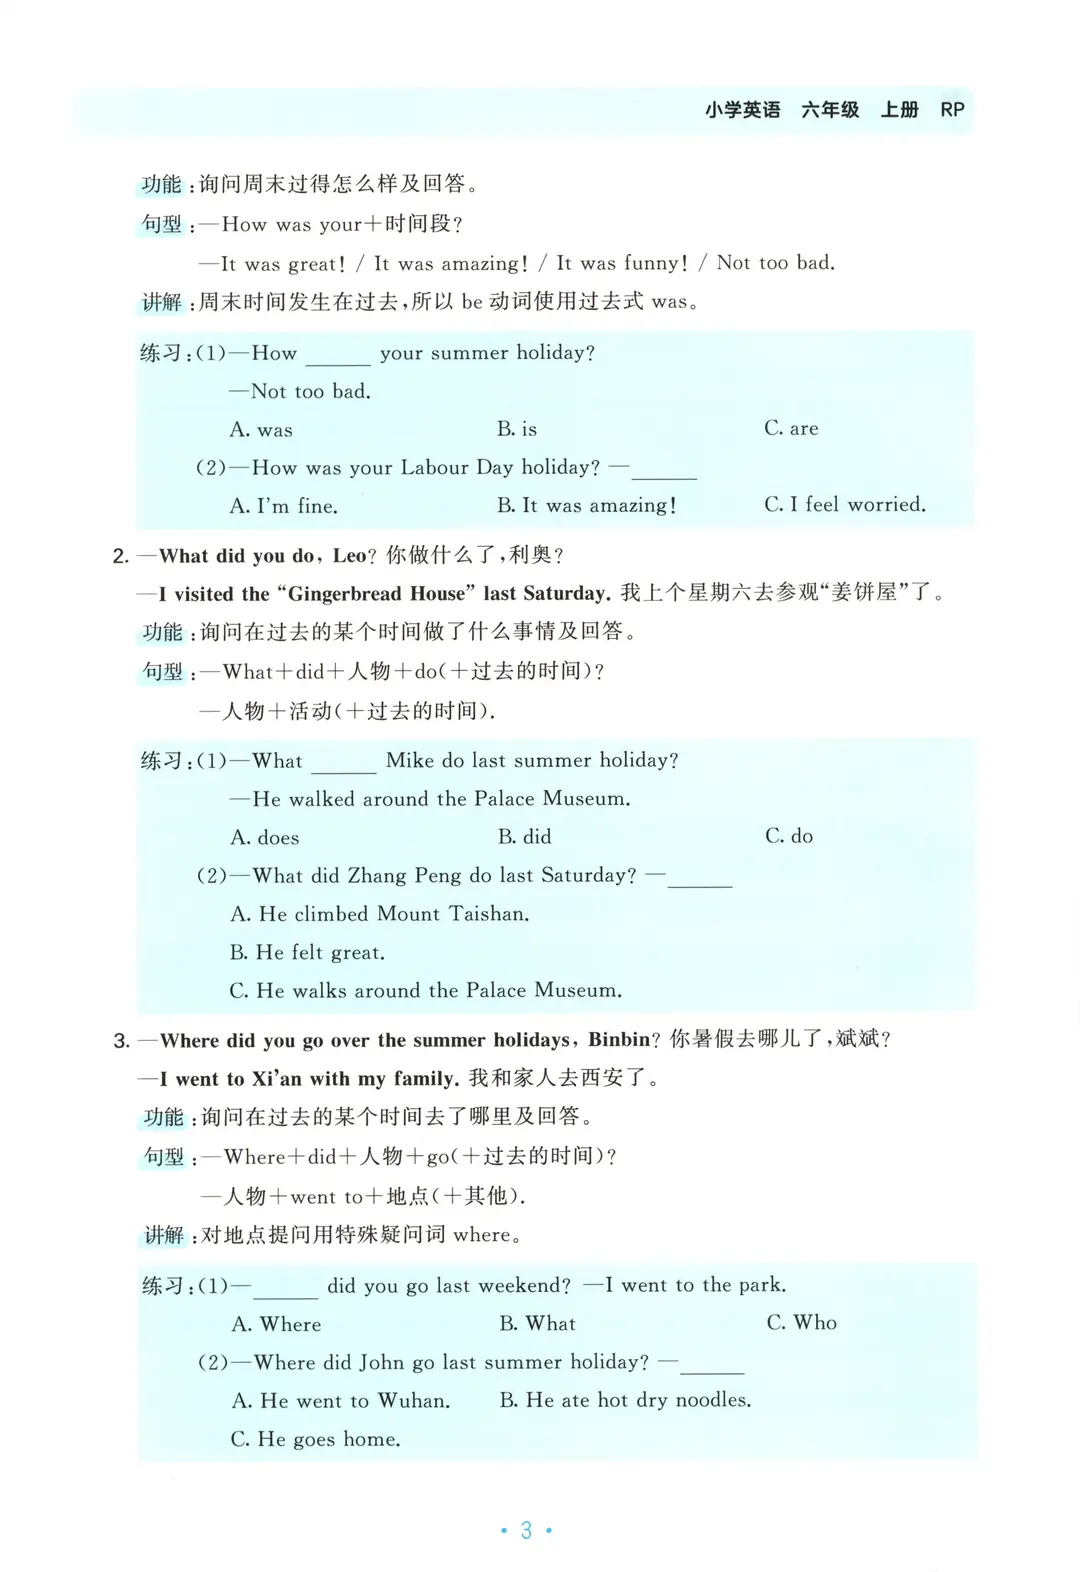 小学英语 六年级 上册 RP
功能:询问周末过得怎么样及回答。
句型:—How was your+时间段?
—It was great! / It was amazing! / It was funny! / Not too bad.
讲解:周末时间发生在过去,所以 be 动词使用过去式 was。
练习:(1)—How ______ your summer holiday?
—Not too bad.
A. was B. is C. are
(2)—How was your Labour Day holiday? —______
A. I'm fine. B. It was amazing! C. I feel worried.
2. —What did you do, Leo? 你做什么了,利奥?
—I visited the “Gingerbread House” last Saturday. 我上个星期六去参观“姜饼屋”了。
功能:询问在过去的某个时间做了什么事情及回答。
句型:—What+did+人物+do(+过去的时间)?
—人物+活动(+过去的时间).
练习:(1)—What ______ Mike do last summer holiday?
—He walked around the Palace Museum.
A. does B. did C. do
(2)—What did Zhang Peng do last Saturday? —______
A. He climbed Mount Taishan.
B. He felt great.
C. He walks around the Palace Museum.
3. —Where did you go over the summer holidays, Binbin? 你暑假去哪儿了,斌斌?
—I went to Xi'an with my family. 我和家人去西安了。
功能:询问在过去的某个时间去了哪里及回答。
句型:—Where+did+人物+go(+过去的时间)?
—人物+went to+地点(+其他).
讲解:对地点提问用特殊疑问词 where。
练习:(1)—______ did you go last weekend? —I went to the park.
A. Where B. What C. Who
(2)—Where did John go last summer holiday? —______
A. He went to Wuhan. B. He ate hot dry noodles.
C. He goes home.
· 3 ·